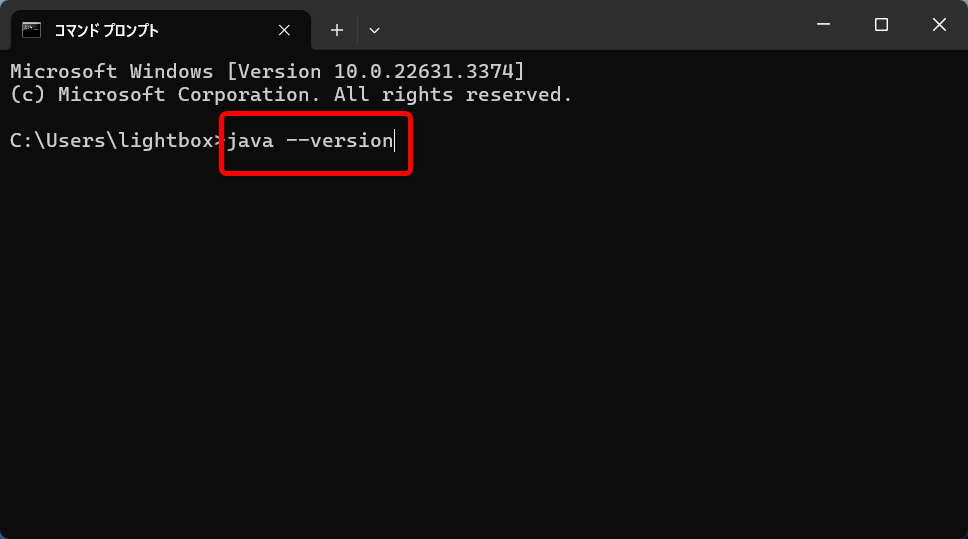 コマンド プロンプト
Microsoft Windows [Version 10.0.22631.3374]
(c) Microsoft Corporation. All rights reserved.
C:\Users\lightbox>java --version